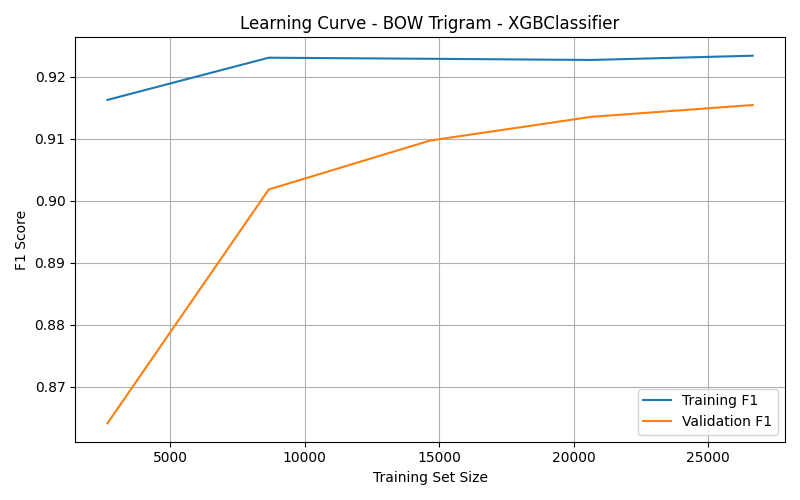 Learning Curve - BOW Trigram - XGBClassifier
0.92
0.91
0.90
0.89
0.88
0.87
F1 Score
Training F1
Validation F1
5000 10000 15000 20000 25000
Training Set Size